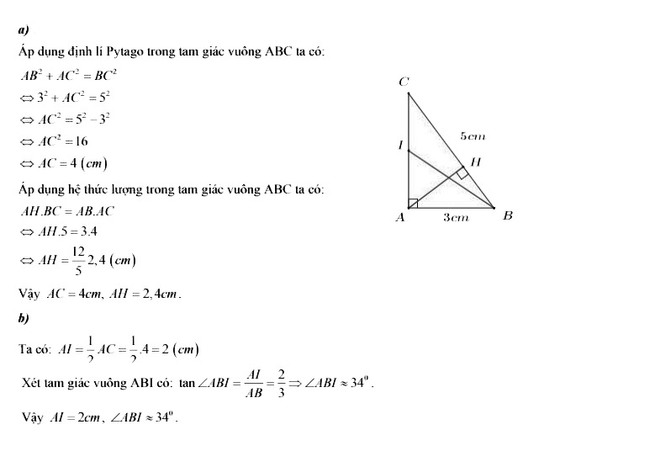 a)
Áp dụng định lí Pytago trong tam giác vuông ABC ta có:
AB² + AC² = BC²
⇔ 3² + AC² = 5²
⇔ AC² = 5² − 3²
⇔ AC² = 16
⇔ AC = 4 (cm)
Áp dụng hệ thức lượng trong tam giác vuông ABC ta có:
AH.BC = AB.AC
⇔ AH.5 = 3.4
⇔ AH = 12/5 2,4 (cm)
Vậy AC = 4cm, AH = 2,4cm.
b)
Ta có: AI = 1/2 AC = 1/2 .4 = 2 (cm)
Xét tam giác vuông ABI có: tan ∠ABI = AI/AB = 2/3 ⇒ ∠ABI ≈ 34⁰.
Vậy AI = 2cm, ∠ABI ≈ 34⁰.
C
5cm
I
H
A
3cm
B